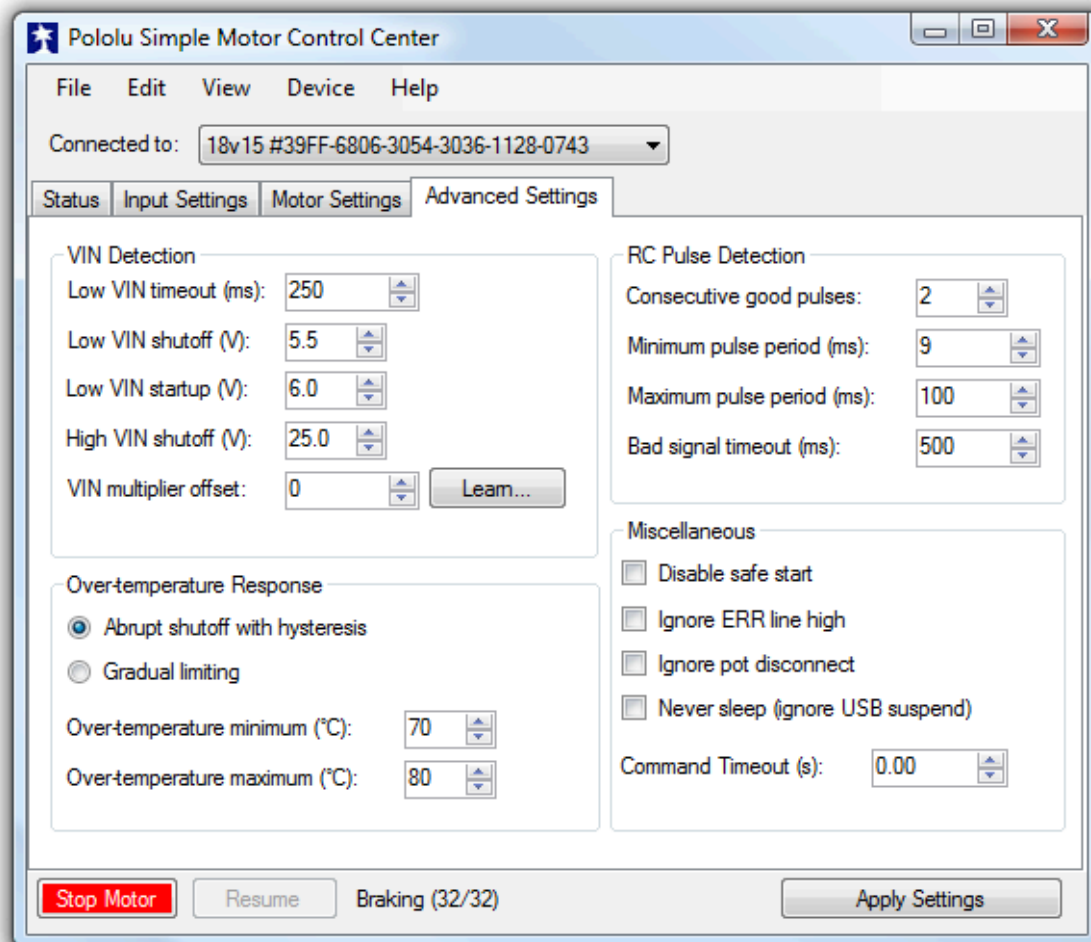 Pololu Simple Motor Control Center
File Edit View Device Help
Connected to: 18v15 #39FF-6806-3054-3036-1128-0743
Status Input Settings Motor Settings Advanced Settings
VIN Detection
Low VIN timeout (ms): 250
Low VIN shutoff (V): 5.5
Low VIN startup (V): 6.0
High VIN shutoff (V): 25.0
VIN multiplier offset: 0 Learn...
Over-temperature Response
Abrupt shutoff with hysteresis
Gradual limiting
Over-temperature minimum (°C): 70
Over-temperature maximum (°C): 80
RC Pulse Detection
Consecutive good pulses: 2
Minimum pulse period (ms): 9
Maximum pulse period (ms): 100
Bad signal timeout (ms): 500
Miscellaneous
Disable safe start
Ignore ERR line high
Ignore pot disconnect
Never sleep (ignore USB suspend)
Command Timeout (s): 0.00
Stop Motor Resume Braking (32/32) Apply Settings